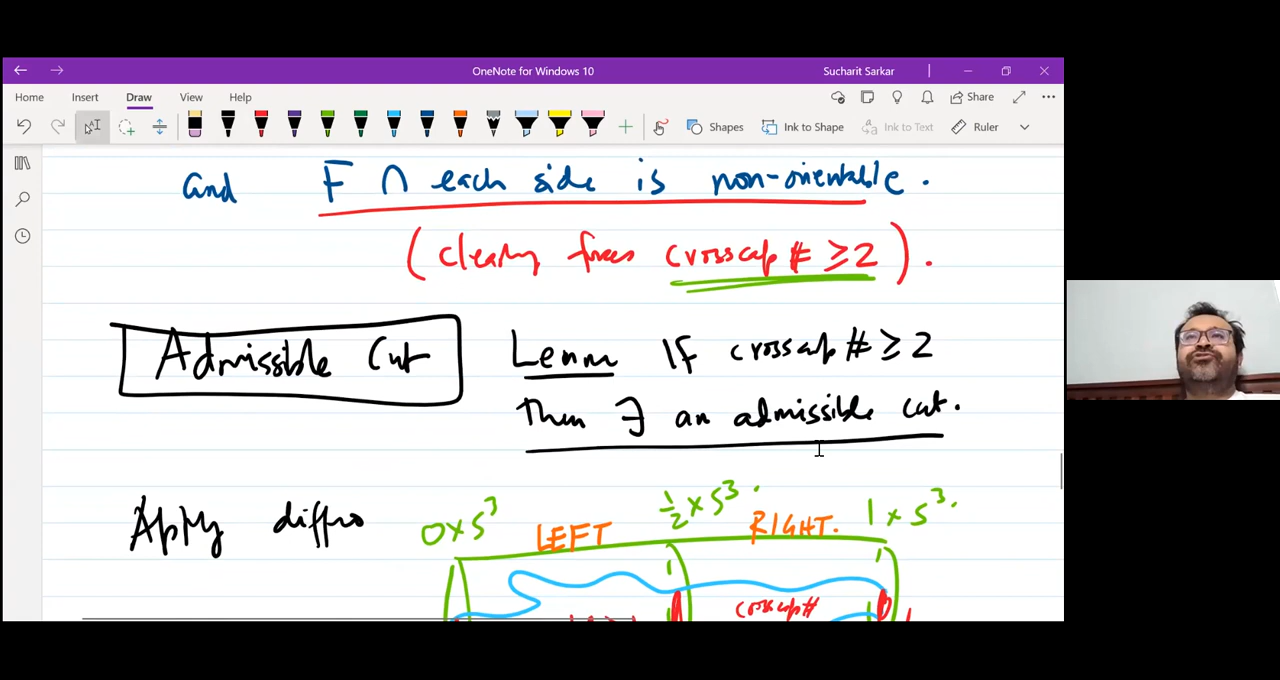 OneNote for Windows 10
Sucharit Sarkar
Home Insert Draw View Help
Share
Shapes Ink to Shape Ink to Text Ruler
and F ∩ each side is non-orientable.
(clearly forces crosscap # ≥ 2).
Admissible Cut
Lemm If crosscap # ≥ 2
then ∃ an admissible cut.
Apply diffeo
0 × S³ LEFT ½ × S³. RIGHT. 1 × S³.
crosscap #